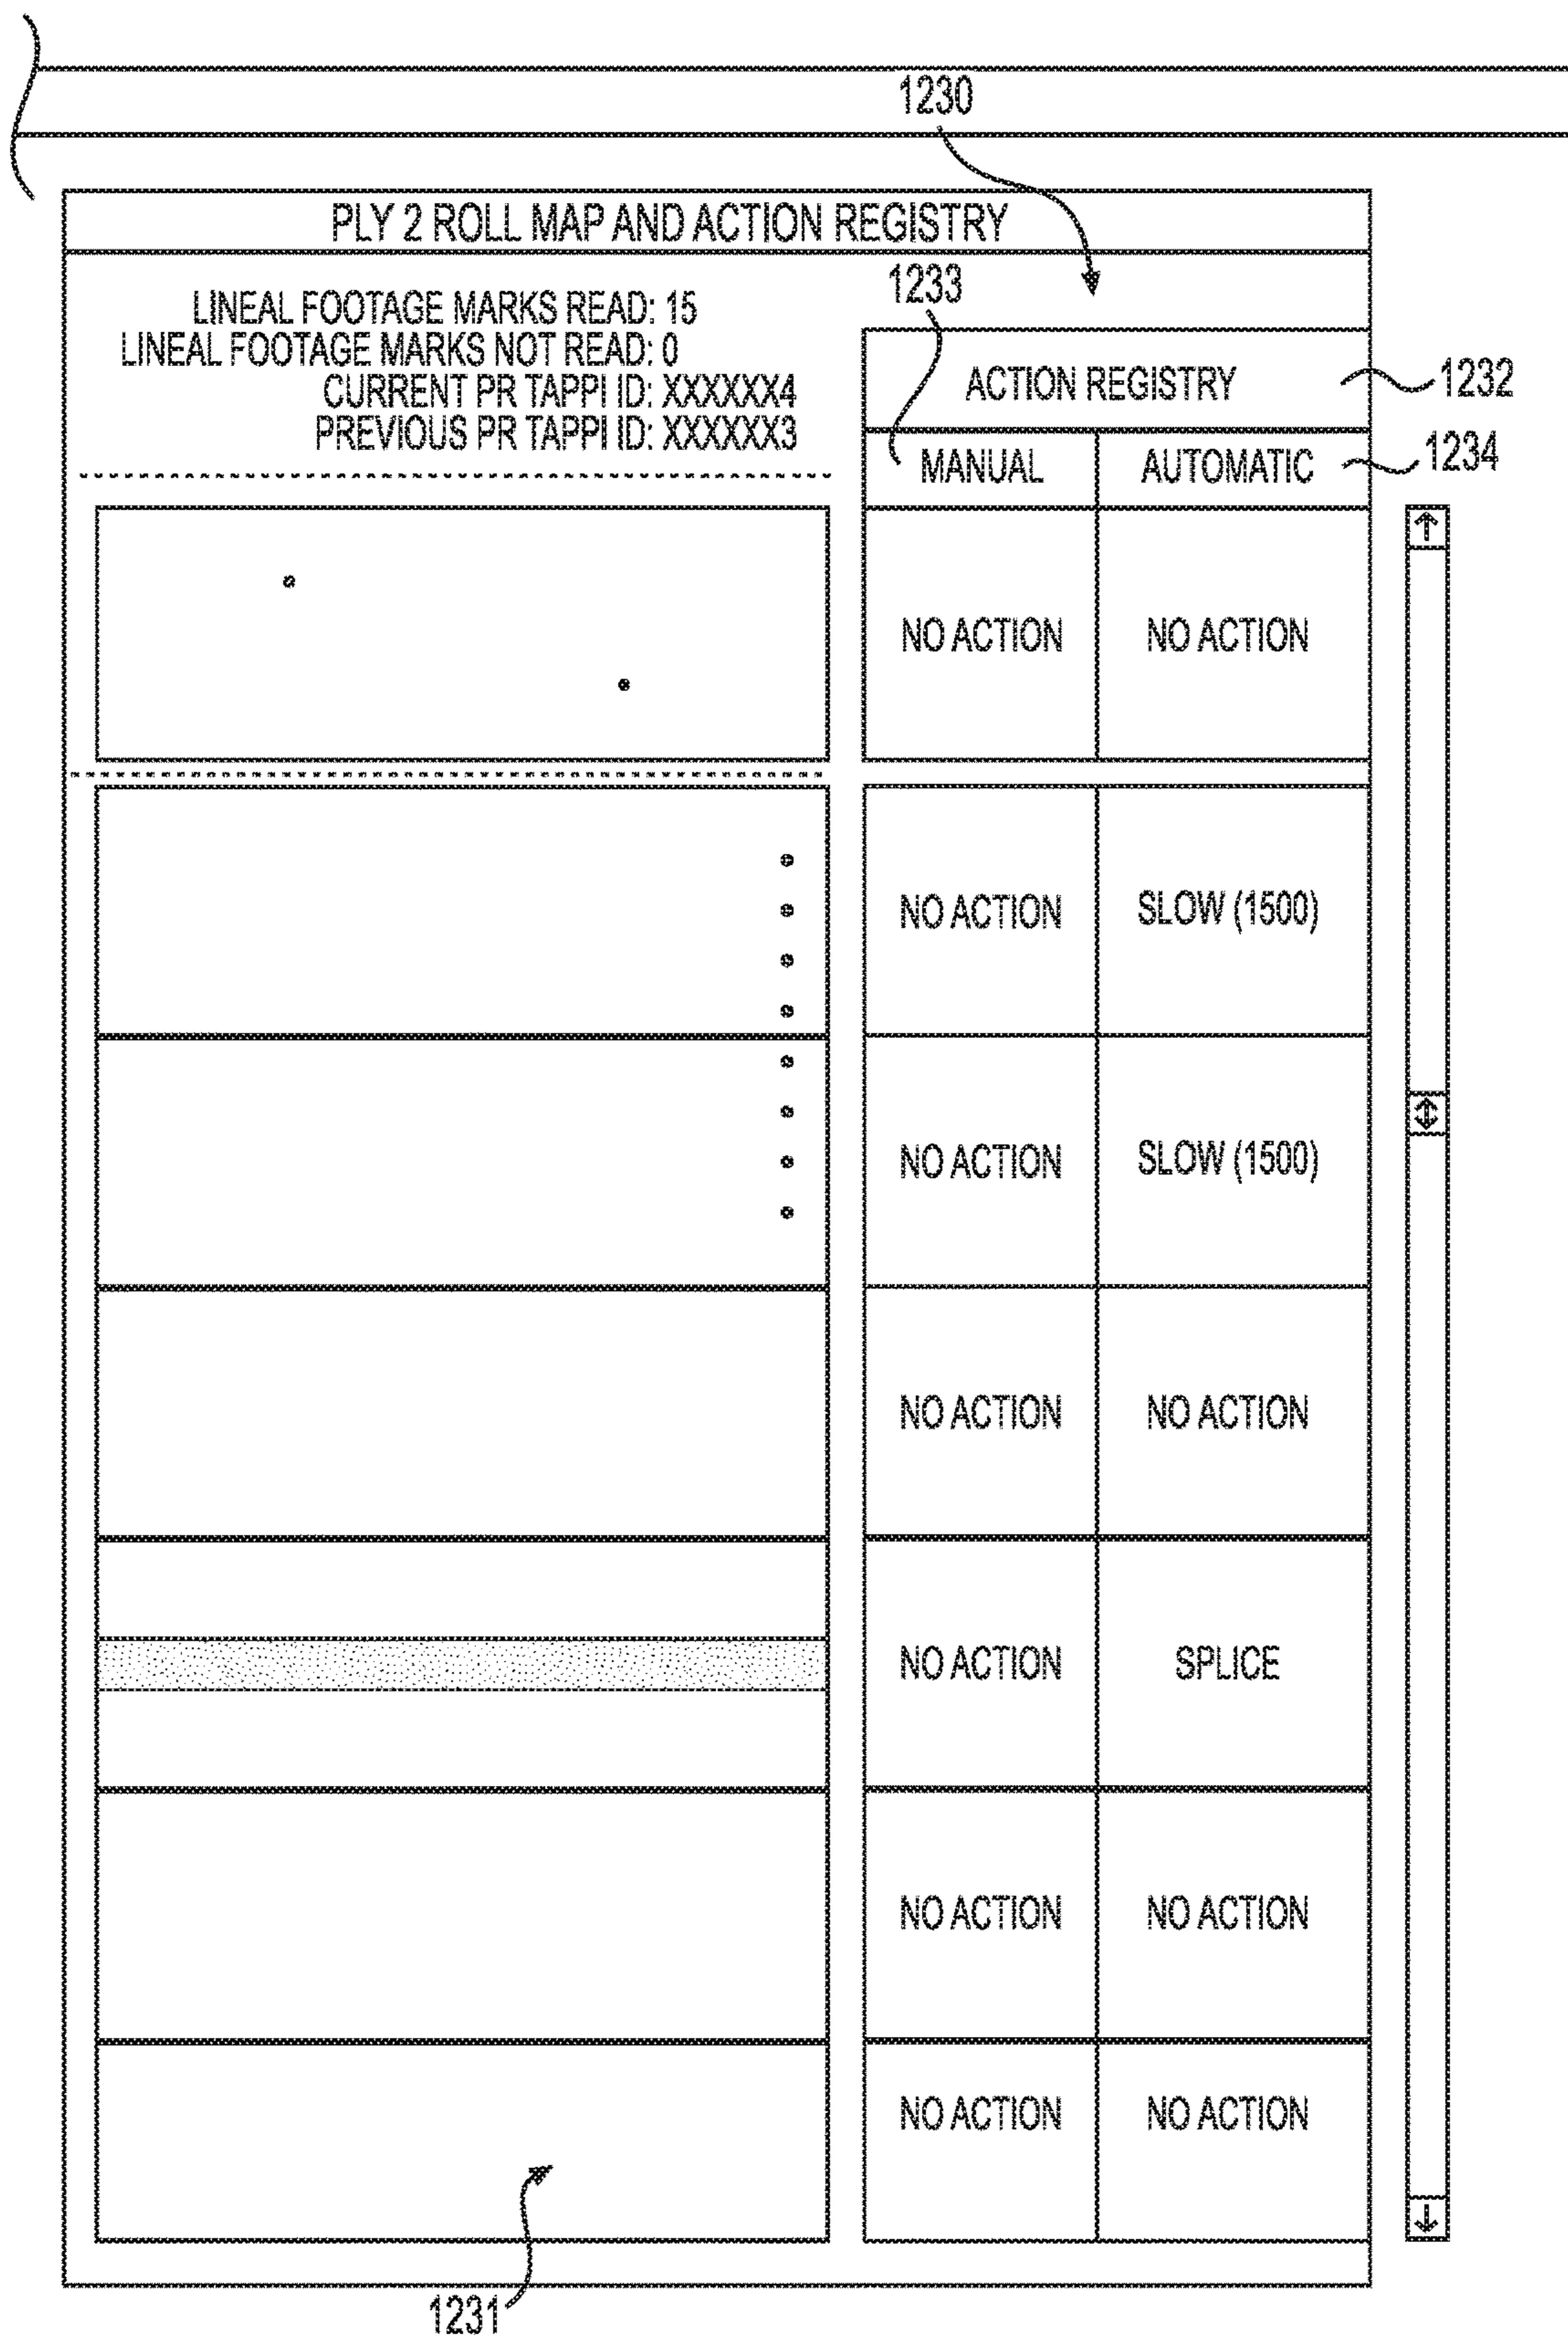 1230
PLY 2 ROLL MAP AND ACTION REGISTRY
1233
LINEAL FOOTAGE MARKS READ: 15
LINEAL FOOTAGE MARKS NOT READ: 0
CURRENT PR TAPPI ID: XXXXXX4
PREVIOUS PR TAPPI ID: XXXXXX3
ACTION REGISTRY
1232
MANUAL AUTOMATIC
1234
NO ACTION NO ACTION
NO ACTION SLOW (1500)
NO ACTION SLOW (1500)
NO ACTION NO ACTION
NO ACTION SPLICE
NO ACTION NO ACTION
NO ACTION NO ACTION
1231